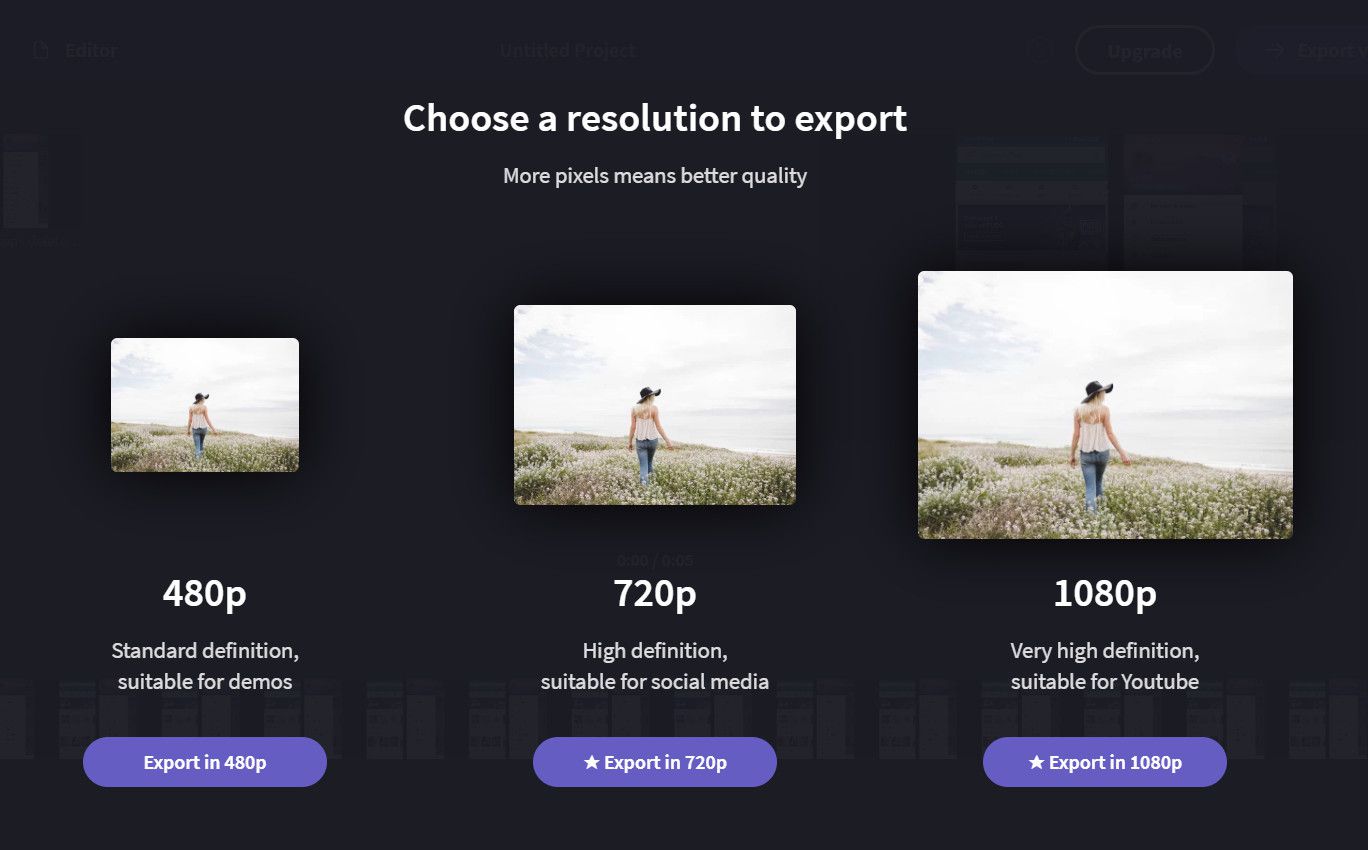 Editor
Untitled Project
Upgrade
Export
Choose a resolution to export
More pixels means better quality
0:00 / 0:05
480p
720p
1080p
Standard definition,
suitable for demos
High definition,
suitable for social media
Very high definition,
suitable for Youtube
Export in 480p
★ Export in 720p
★ Export in 1080p